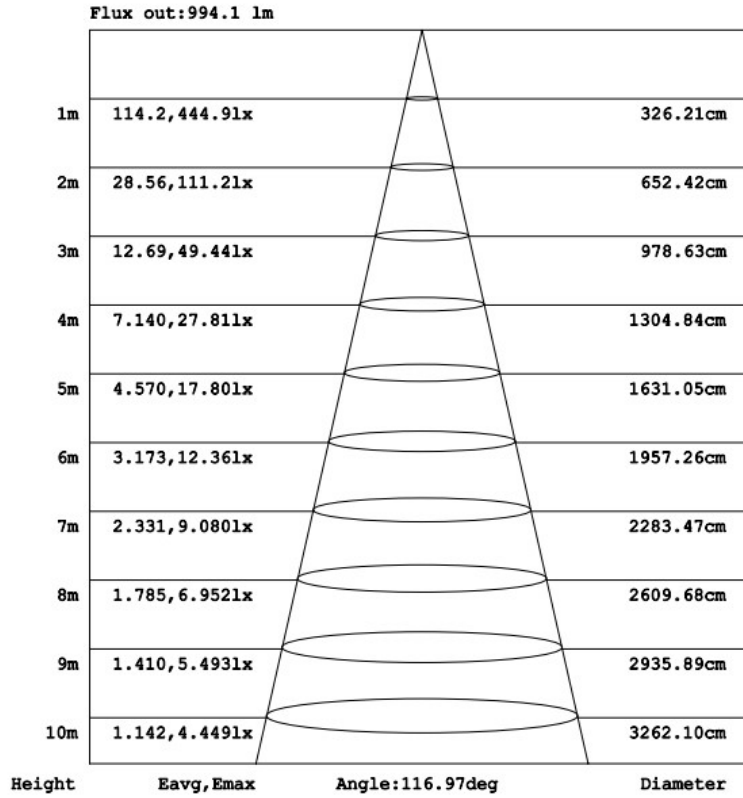 Flux out:994.1 lm
1m 114.2,444.9lx 326.21cm
2m 28.56,111.2lx 652.42cm
3m 12.69,49.44lx 978.63cm
4m 7.140,27.81lx 1304.84cm
5m 4.570,17.80lx 1631.05cm
6m 3.173,12.36lx 1957.26cm
7m 2.331,9.080lx 2283.47cm
8m 1.785,6.952lx 2609.68cm
9m 1.410,5.493lx 2935.89cm
10m 1.142,4.449lx 3262.10cm
Height Eavg,Emax Angle:116.97deg Diameter